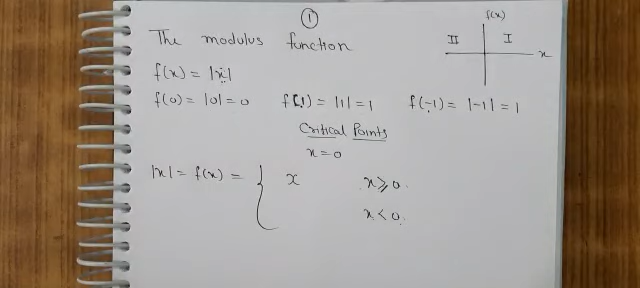 ①
The modulus function
f(x)
II I
x
f(x) = |x|
f(0) = |0| = 0 f(1) = |1| = 1 f(-1) = |-1| = 1
Critical Points
x = 0
|x| = f(x) = { x x ⩾ 0.
x < 0.